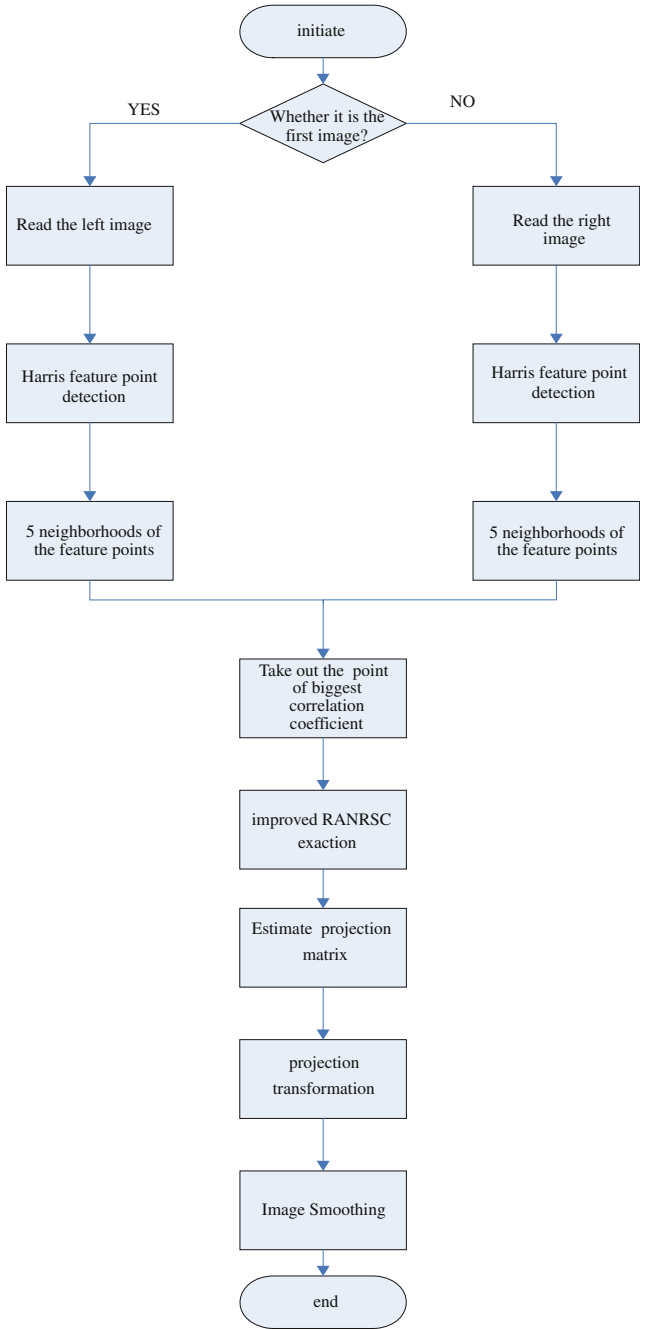 initiate
YES
NO
Whether it is the
first image?
Read the left image
Read the right
image
Harris feature point
detection
Harris feature point
detection
5 neighborhoods of
the feature points
5 neighborhoods of
the feature points
Take out the point
of biggest
correlation
coefficient
improved RANRSC
exaction
Estimate projection
matrix
projection
transformation
Image Smoothing
end